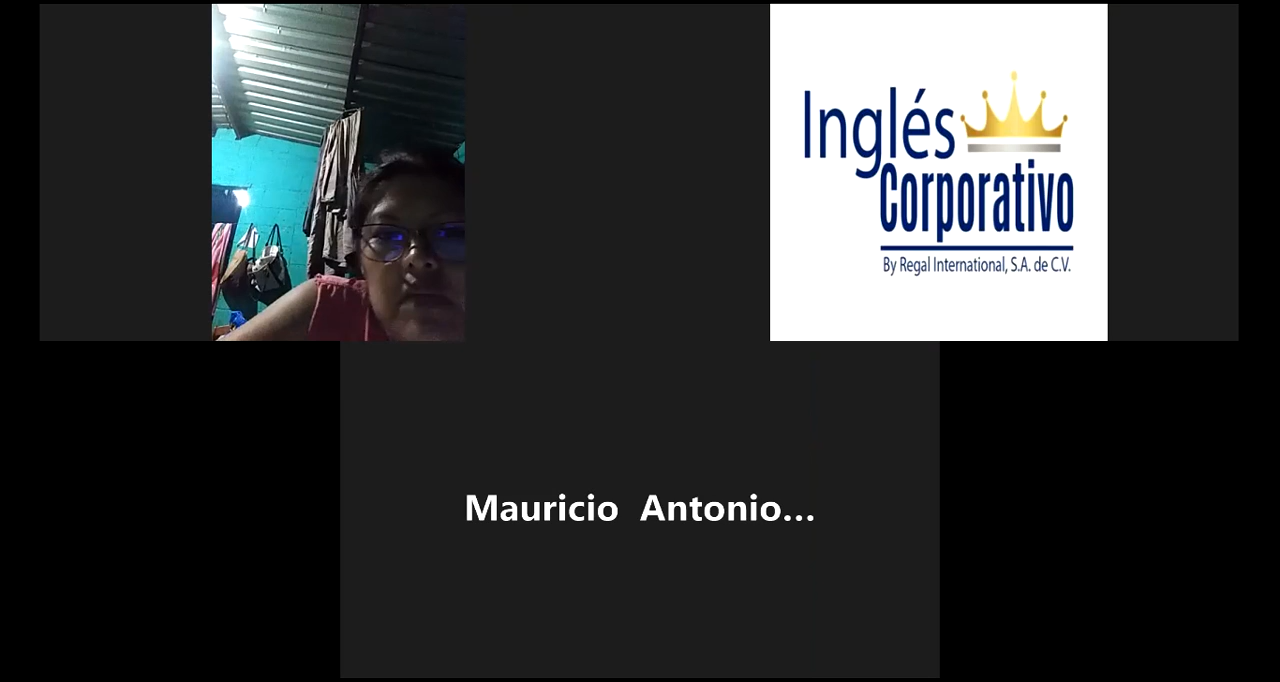 Inglés
Corporativo
By Regal International, S.A. de C.V.
Mauricio Antonio...